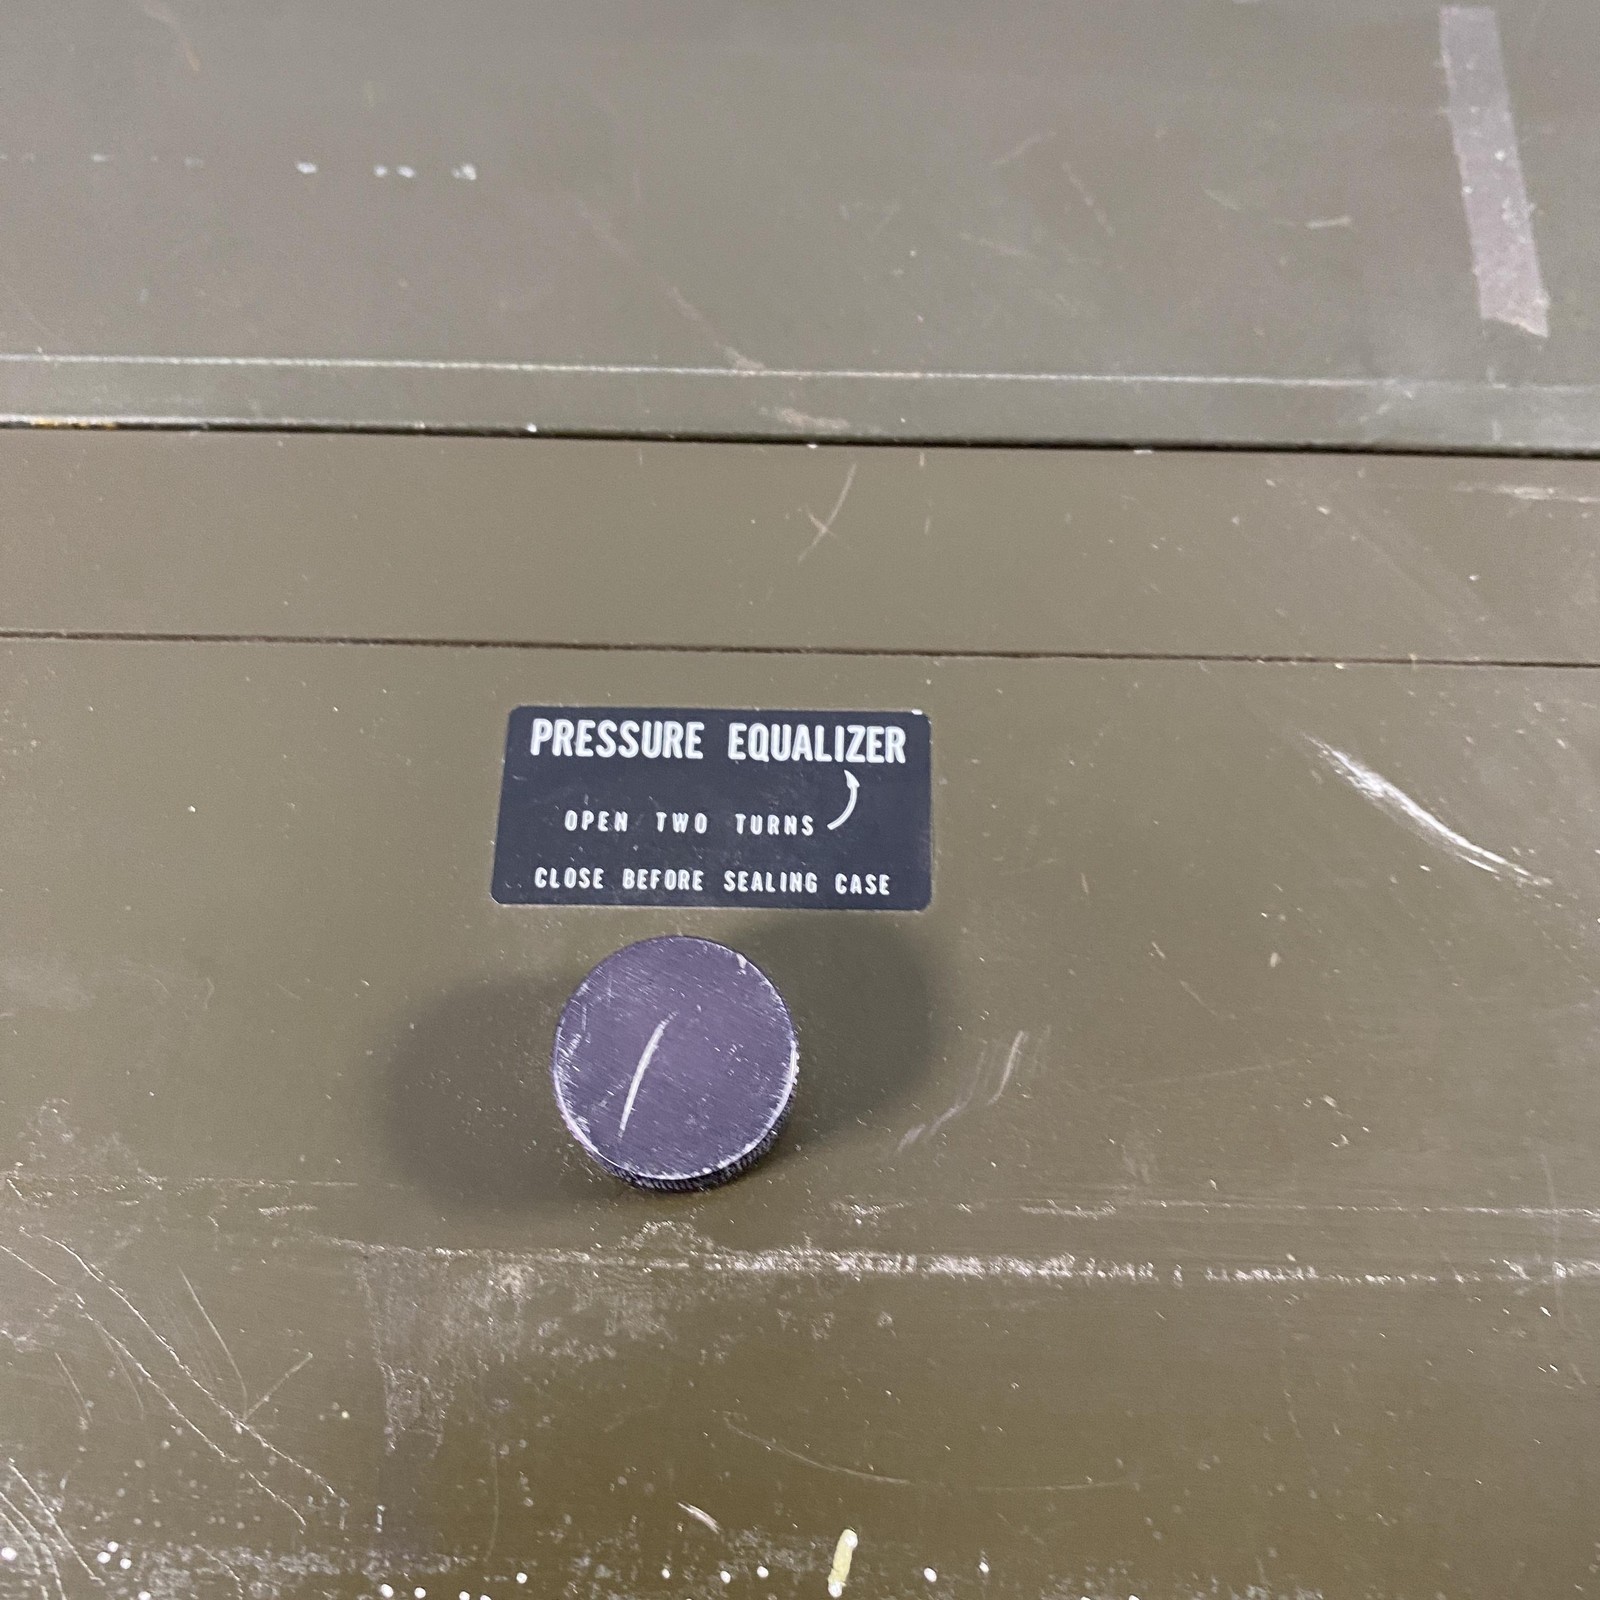 PRESSURE EQUALIZER
OPEN TWO TURNS
CLOSE BEFORE SEALING CASE